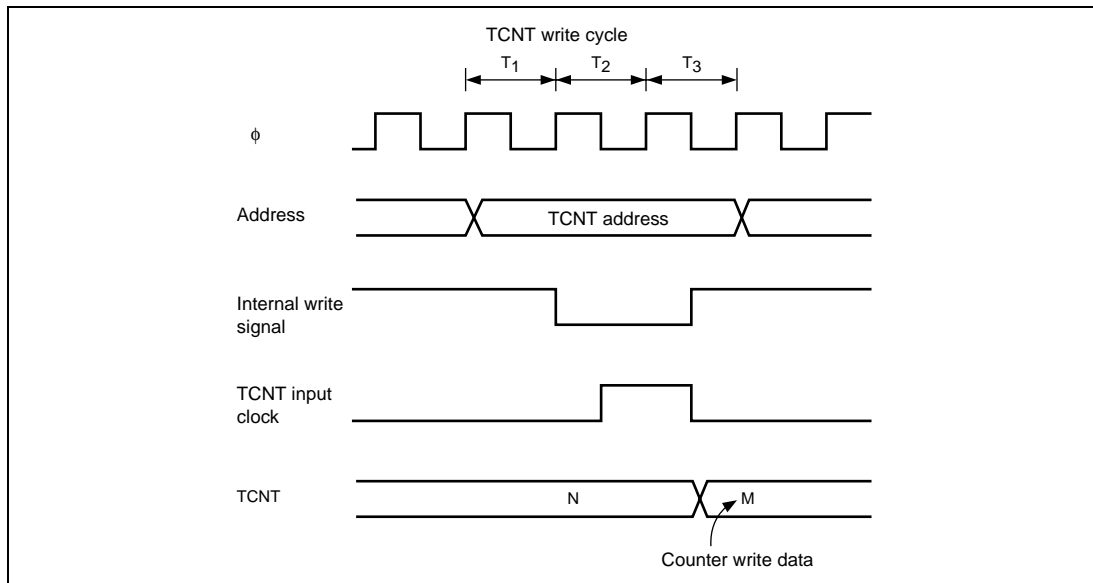 TCNT write cycle
T1 T2 T3
ϕ
Address
TCNT address
Internal write
signal
TCNT input
clock
TCNT
N
M
Counter write data